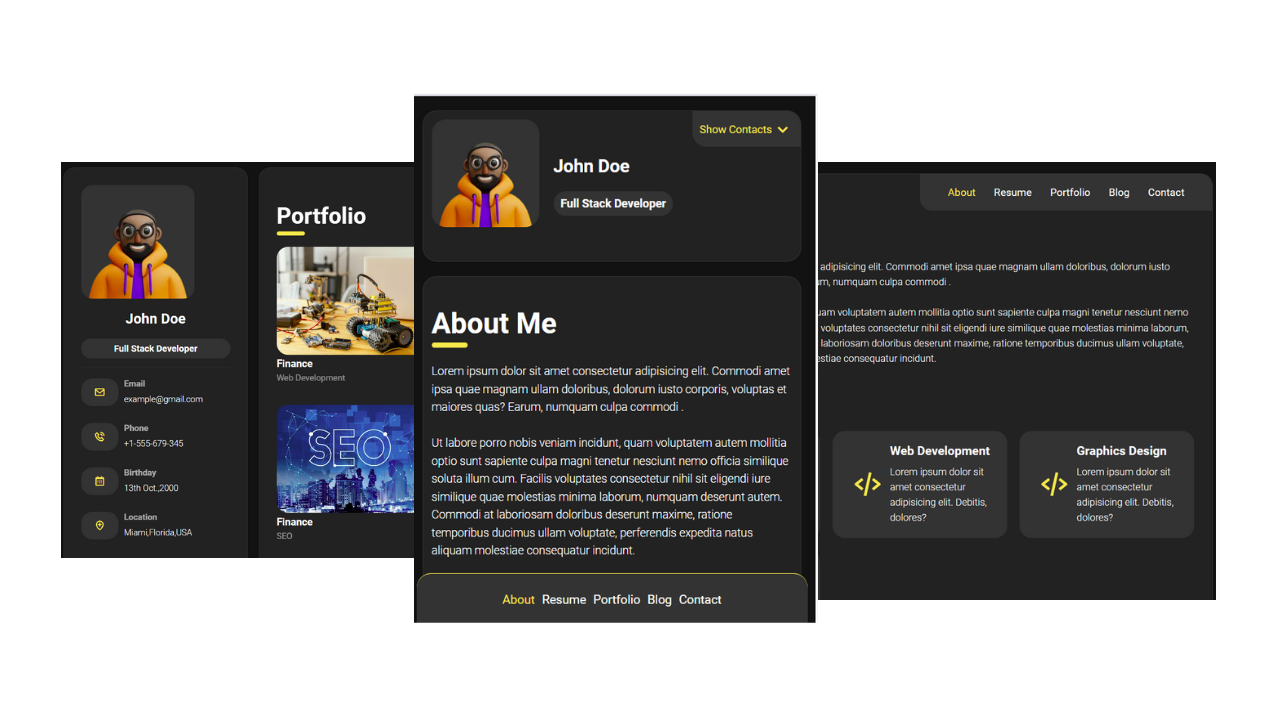 John Doe
Full Stack Developer
Email
example@gmail.com
Phone
+1-555-679-345
Birthday
13th Oct.,2000
Location
Miami,Florida,USA
Portfolio
Finance
Web Development
SEO
Finance
SEO
Show Contacts
John Doe
Full Stack Developer
About Me
Lorem ipsum dolor sit amet consectetur adipisicing elit. Commodi amet
ipsa quae magnam ullam doloribus, dolorum iusto corporis, voluptas et
maiores quas? Earum, numquam culpa commodi .
Ut labore porro nobis veniam incidunt, quam voluptatem autem mollitia
optio sunt sapiente culpa magni tenetur nesciunt nemo officia similique
soluta illum cum. Facilis voluptates consectetur nihil sit eligendi iure
similique quae molestias minima laborum, numquam deserunt autem.
Commodi at laboriosam doloribus deserunt maxime, ratione
temporibus ducimus ullam voluptate, perferendis expedita natus
aliquam molestiae consequatur incidunt.
About Resume Portfolio Blog Contact
About Resume Portfolio Blog Contact
adipisicing elit. Commodi amet ipsa quae magnam ullam doloribus, dolorum iusto
um, numquam culpa commodi .
uam voluptatem autem mollitia optio sunt sapiente culpa magni tenetur nesciunt nemo
voluptates consectetur nihil sit eligendi iure similique quae molestias minima laborum,
laboriosam doloribus deserunt maxime, ratione temporibus ducimus ullam voluptate,
estiae consequatur incidunt.
Web Development
Lorem ipsum dolor sit
amet consectetur
adipisicing elit. Debitis,
dolores?
Graphics Design
Lorem ipsum dolor sit
amet consectetur
adipisicing elit. Debitis,
dolores?